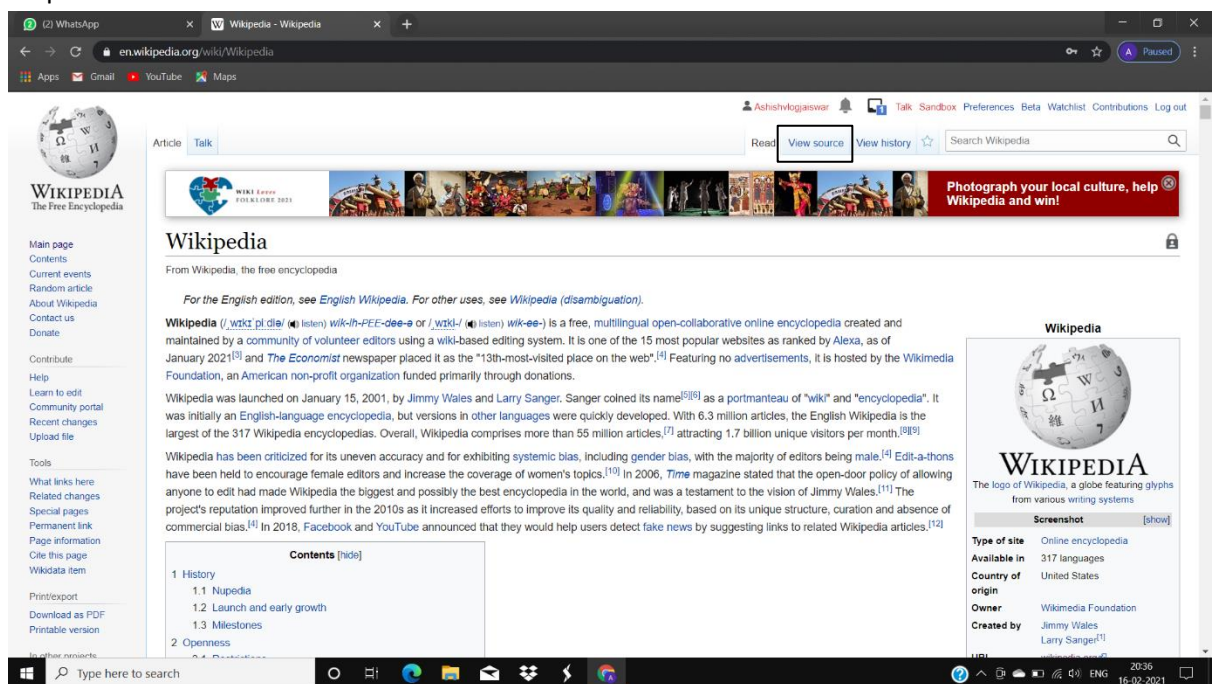 (2) WhatsApp
Wikipedia - Wikipedia
en.wikipedia.org/wiki/Wikipedia
A Paused
Apps Gmail YouTube Maps
Ashishvlogjaiswar 1 Talk Sandbox Preferences Beta Watchlist Contributions Log out
Article Talk Read View source View history Search Wikipedia
WIKIPEDIA
The Free Encyclopedia
WIKI Loves
FOLKLORE 2021
Photograph your local culture, help
Wikipedia and win!
Main page
Contents
Current events
Random article
About Wikipedia
Contact us
Donate
Contribute
Help
Learn to edit
Community portal
Recent changes
Upload file
Tools
What links here
Related changes
Special pages
Permanent link
Page information
Cite this page
Wikidata item
Print/export
Download as PDF
Printable version
In other projects
Wikipedia
From Wikipedia, the free encyclopedia
For the English edition, see English Wikipedia. For other uses, see Wikipedia (disambiguation).
Wikipedia (/ˌwɪkɪˈpiːdiə/ (listen) wik-ih-PEE-dee-ə or /ˌwɪki-/ (listen) wik-ee-) is a free, multilingual open-collaborative online encyclopedia created and
maintained by a community of volunteer editors using a wiki-based editing system. It is one of the 15 most popular websites as ranked by Alexa, as of
January 2021[3] and The Economist newspaper placed it as the "13th-most-visited place on the web".[4] Featuring no advertisements, it is hosted by the Wikimedia
Foundation, an American non-profit organization funded primarily through donations.
Wikipedia was launched on January 15, 2001, by Jimmy Wales and Larry Sanger. Sanger coined its name[5][6] as a portmanteau of "wiki" and "encyclopedia". It
was initially an English-language encyclopedia, but versions in other languages were quickly developed. With 6.3 million articles, the English Wikipedia is the
largest of the 317 Wikipedia encyclopedias. Overall, Wikipedia comprises more than 55 million articles,[7] attracting 1.7 billion unique visitors per month.[8][9]
Wikipedia has been criticized for its uneven accuracy and for exhibiting systemic bias, including gender bias, with the majority of editors being male.[4] Edit-a-thons
have been held to encourage female editors and increase the coverage of women's topics.[10] In 2006, Time magazine stated that the open-door policy of allowing
anyone to edit had made Wikipedia the biggest and possibly the best encyclopedia in the world, and was a testament to the vision of Jimmy Wales.[11] The
project's reputation improved further in the 2010s as it increased efforts to improve its quality and reliability, based on its unique structure, curation and absence of
commercial bias.[4] In 2018, Facebook and YouTube announced that they would help users detect fake news by suggesting links to related Wikipedia articles.[12]
Contents [hide]
1 History
1.1 Nupedia
1.2 Launch and early growth
1.3 Milestones
2 Openness
Wikipedia
Ω W И 維 7
WIKIPEDIA
The logo of Wikipedia, a globe featuring glyphs
from various writing systems
Screenshot [show]
Type of site Online encyclopedia
Available in 317 languages
Country of United States
origin
Owner Wikimedia Foundation
Created by Jimmy Wales
Larry Sanger[1]
Type here to search
ENG
20:36
16-02-2021